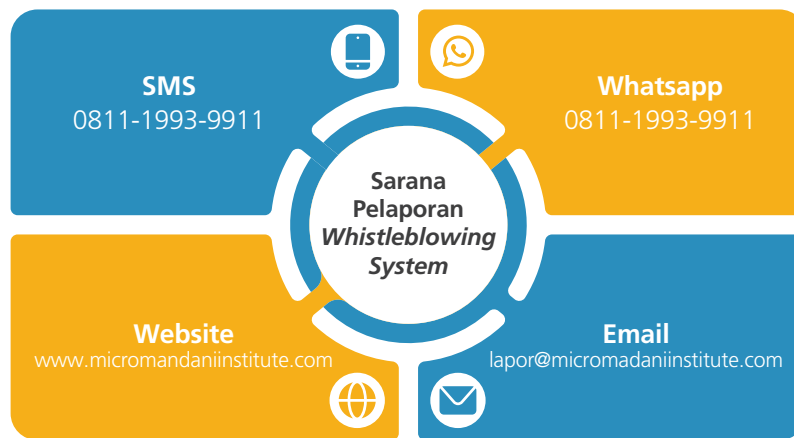 SMS
0811-1993-9911
Whatsapp
0811-1993-9911
Sarana
Pelaporan
Whistleblowing
System
Website
www.micromandaniinstitute.com
Email
lapor@micromadaniinstitute.com